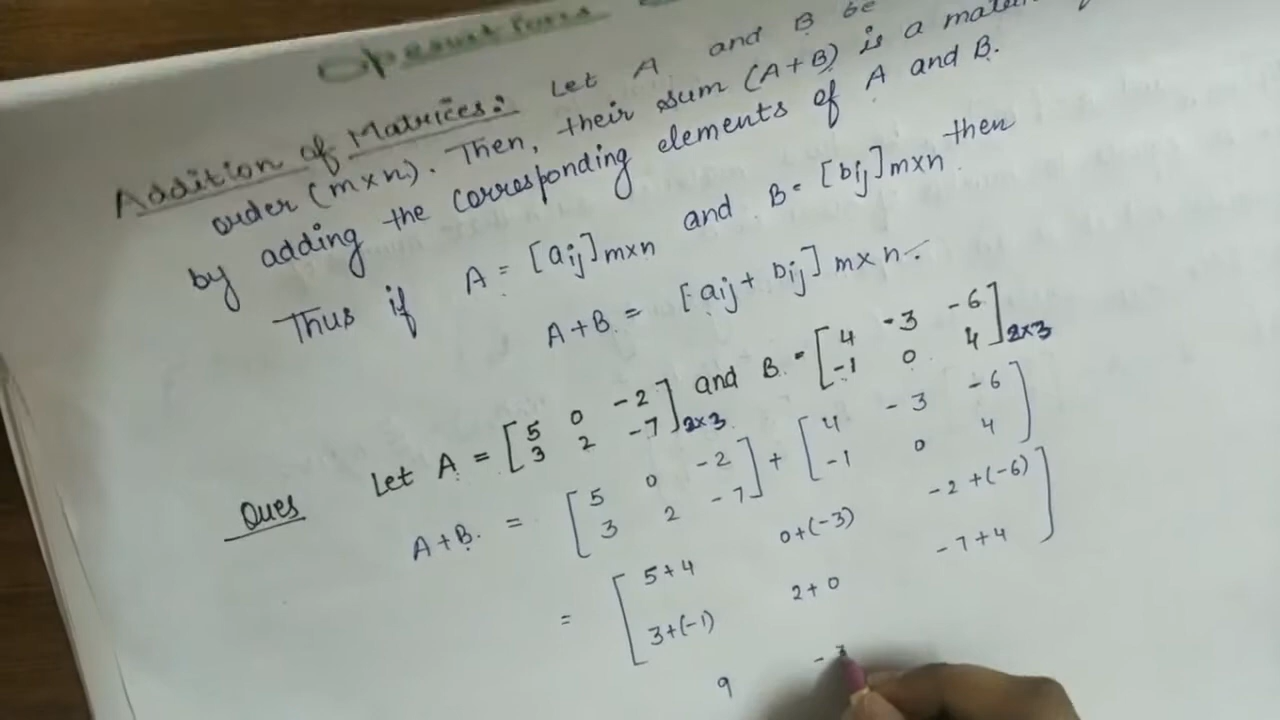 Operations
Addition of Matrices: Let A and B be
order (m×n). Then, their sum (A+B) is a
by adding the corresponding elements of A and B.
Thus if A = [aij]m×n and B = [bij]m×n then
A+B = [aij + bij] m×n.
Ques Let A = [5 0 -2
3 2 -7]2×3 and B = [4 -3 -6
-1 0 4]2×3
A+B = [5 0 -2
3 2 -7] + [4 -3 -6
-1 0 4]
= [5+4 0+(-3) -2+(-6)
3+(-1) 2+0 -7+4]
9 -3